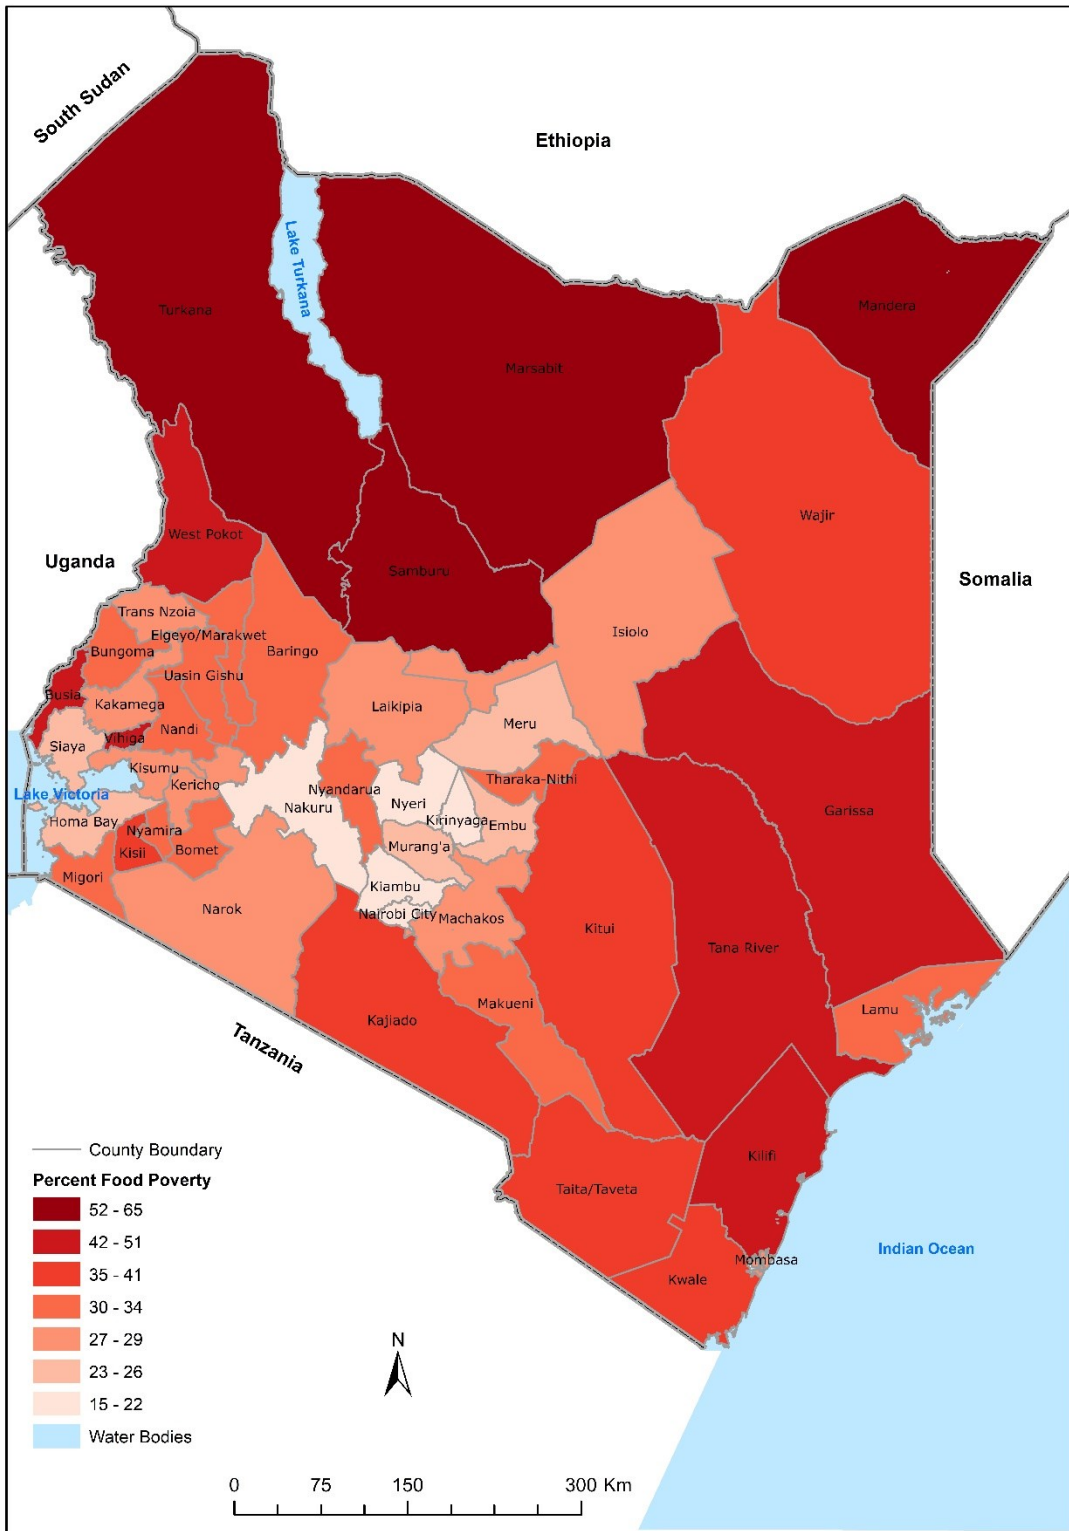 South Sudan
Ethiopia
Lake Turkana
Mandera
Turkana
Marsabit
Wajir
West Pokot
Uganda
Samburu
Somalia
Trans Nzoia
Isiolo
Elgeyo/Marakwet
Bungoma
Baringo
Uasin Gishu
Busia
Kakamega
Laikipia
Meru
Nandi
Vihiga
Siaya
Kisumu
Tharaka-Nithi
Kericho
Nyandarua
Lake Victoria
Nakuru
Nyeri
Garissa
Kirinyaga
Homa Bay
Embu
Nyamira
Murang'a
Kisii
Bomet
Migori
Kiambu
Narok
Nairobi City
Machakos
Kitui
Tana River
Makueni
Lamu
Kajiado
Tanzania
Kilifi
Taita/Taveta
Indian Ocean
Mombasa
Kwale
County Boundary
Percent Food Poverty
52 - 65
42 - 51
35 - 41
30 - 34
27 - 29
23 - 26
15 - 22
Water Bodies
N
0 75 150 300 Km